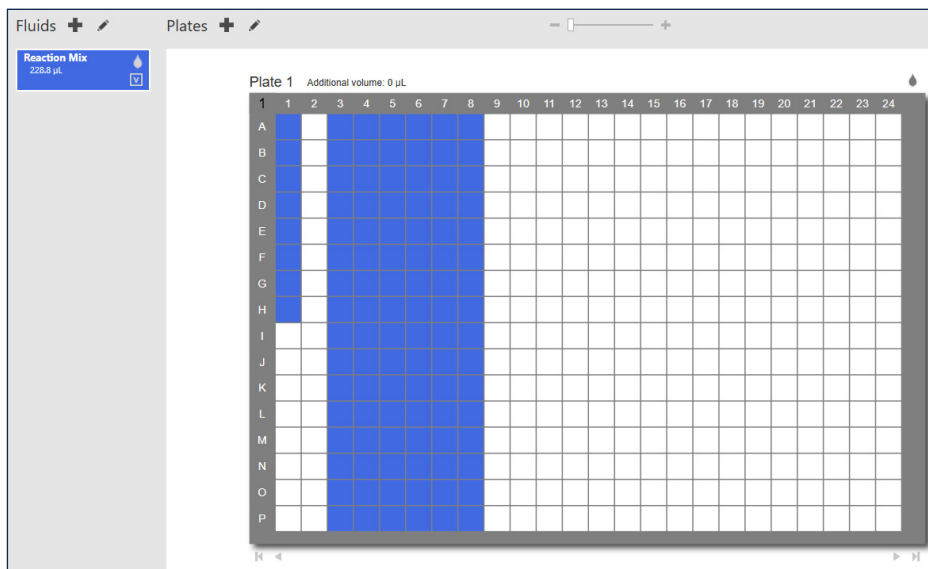 Fluids Plates
Reaction Mix
228.8 µL
V
Plate 1 Additional volume: 0 µL
1 1 2 3 4 5 6 7 8 9 10 11 12 13 14 15 16 17 18 19 20 21 22 23 24
A
B
C
D
E
F
G
H
I
J
K
L
M
N
O
P